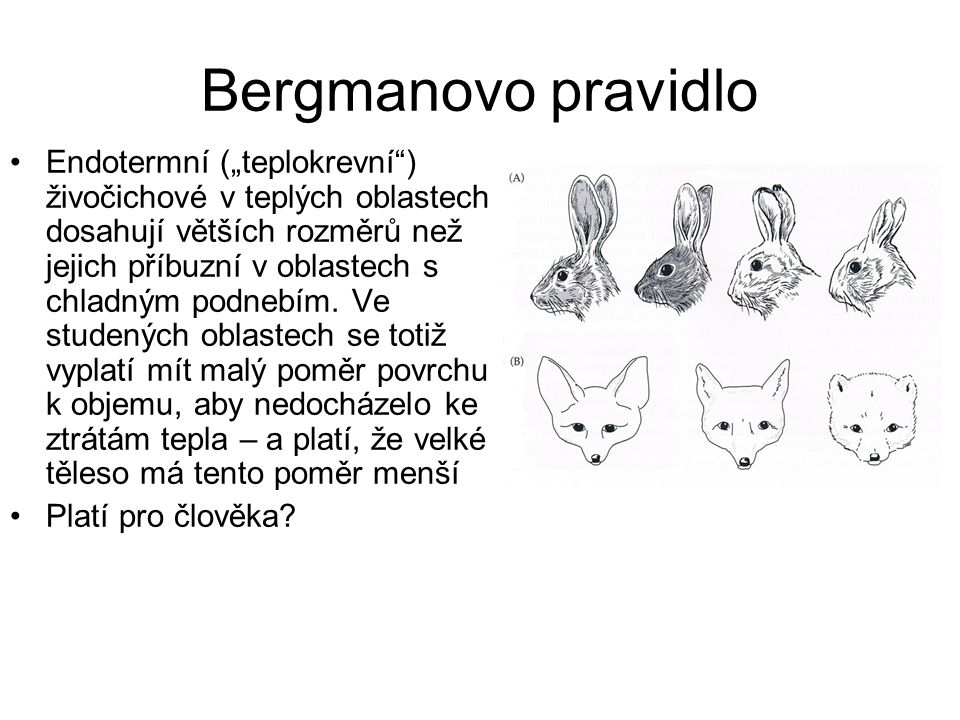 Bergmanovo pravidlo
• Endotermní („teplokrevní“)
živočichové v teplých oblastech
dosahují větších rozměrů než
jejich příbuzní v oblastech s
chladným podnebím. Ve
studených oblastech se totiž
vyplatí mít malý poměr povrchu
k objemu, aby nedocházelo ke
ztrátám tepla – a platí, že velké
těleso má tento poměr menší
• Platí pro člověka?
(A)
(B)